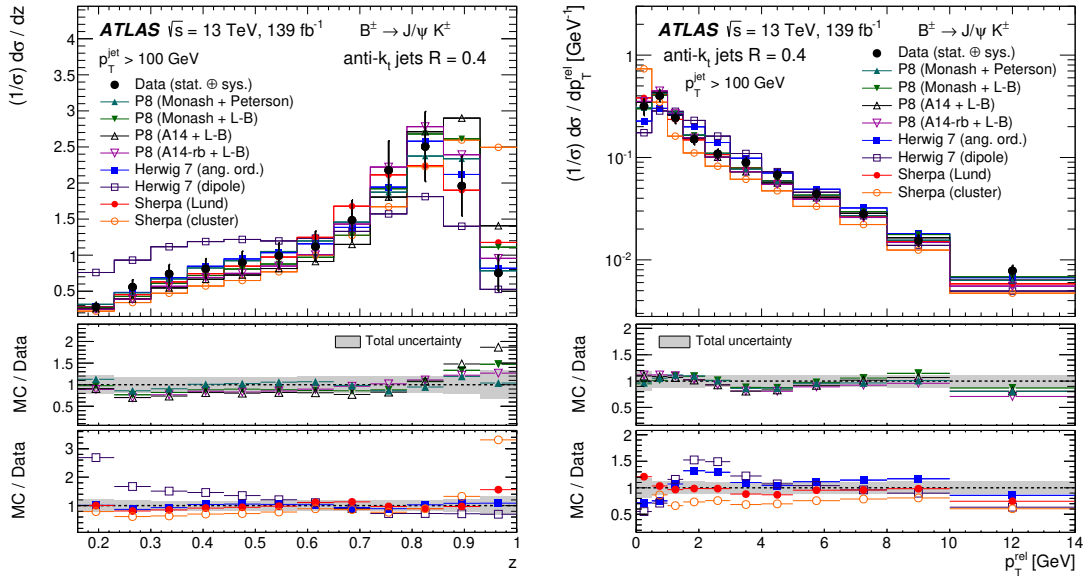 (1/σ) dσ / dz
5
4.5
4
3.5
3
2.5
2
1.5
1
0.5
ATLAS √s = 13 TeV, 139 fb⁻¹ B± → J/ψ K±
p_T^jet > 100 GeV anti-k_t jets R = 0.4
Data (stat. ⊕ sys.)
P8 (Monash + Peterson)
P8 (Monash + L-B)
P8 (A14 + L-B)
P8 (A14-rb + L-B)
Herwig 7 (ang. ord.)
Herwig 7 (dipole)
Sherpa (Lund)
Sherpa (cluster)
MC / Data
2
1.5
1
0.5
Total uncertainty
MC / Data
3
2
1
0.2 0.3 0.4 0.5 0.6 0.7 0.8 0.9 1
z
(1/σ) dσ / dp_T^rel [GeV⁻¹]
1
10⁻¹
10⁻²
ATLAS √s = 13 TeV, 139 fb⁻¹ B± → J/ψ K±
anti-k_t jets R = 0.4
p_T^jet > 100 GeV
Data (stat. ⊕ sys.)
P8 (Monash + Peterson)
P8 (Monash + L-B)
P8 (A14 + L-B)
P8 (A14-rb + L-B)
Herwig 7 (ang. ord.)
Herwig 7 (dipole)
Sherpa (Lund)
Sherpa (cluster)
MC / Data
2
1.5
1
0.5
Total uncertainty
MC / Data
2
1.5
1
0.5
0 2 4 6 8 10 12 14
p_T^rel [GeV]